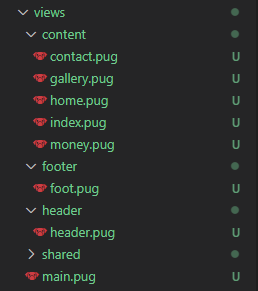 views
content
contact.pug U
gallery.pug U
home.pug U
index.pug U
money.pug U
footer
foot.pug U
header
header.pug U
shared
main.pug U